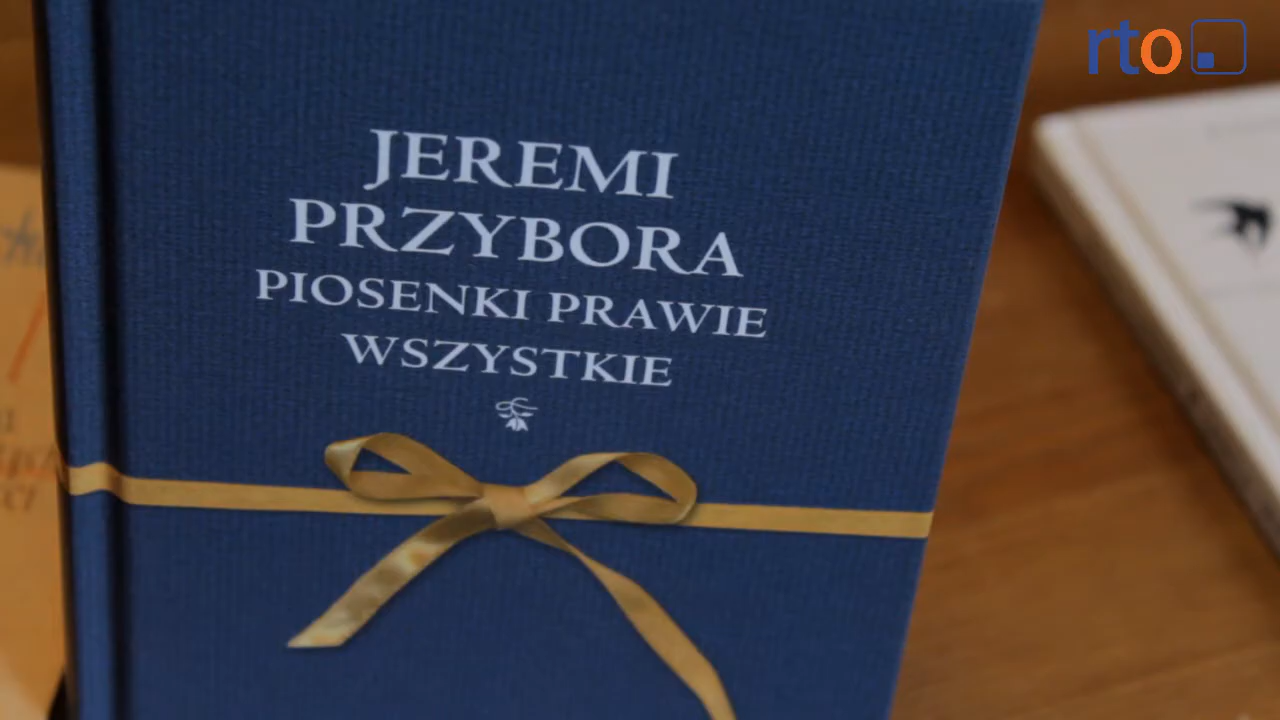 rto
JEREMI
PRZYBORA
PIOSENKI PRAWIE
WSZYSTKIE